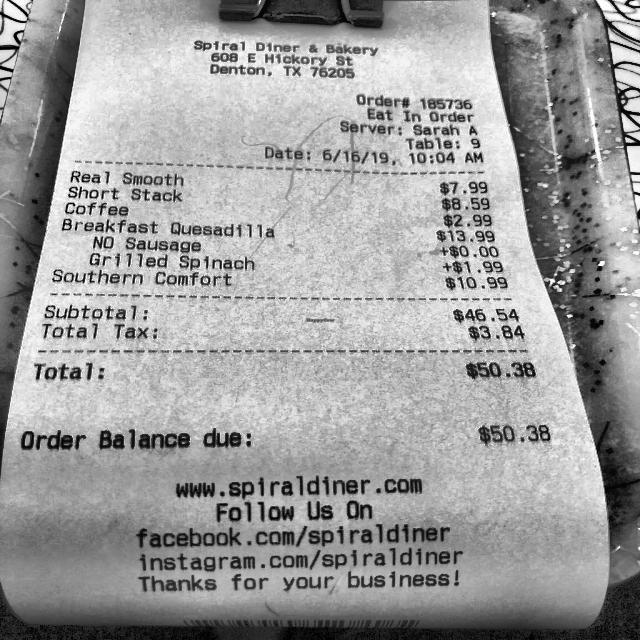 Spiral Diner & Bakery
608 E Hickory St
Denton, TX 76205
Order# 185736
Eat In Order
Server: Sarah A
Table: 9
Date: 6/16/19, 10:04 AM
Real Smooth $7.99
Short Stack $8.59
Coffee $2.99
Breakfast Quesadilla $13.99
NO Sausage +$0.00
Grilled Spinach +$1.99
Southern Comfort $10.99
Subtotal: $46.54
Total Tax: $3.84
Total: $50.38
Order Balance due: $50.38
www.spiraldiner.com
Follow Us On
facebook.com/spiraldiner
instagram.com/spiraldiner
Thanks for your business!